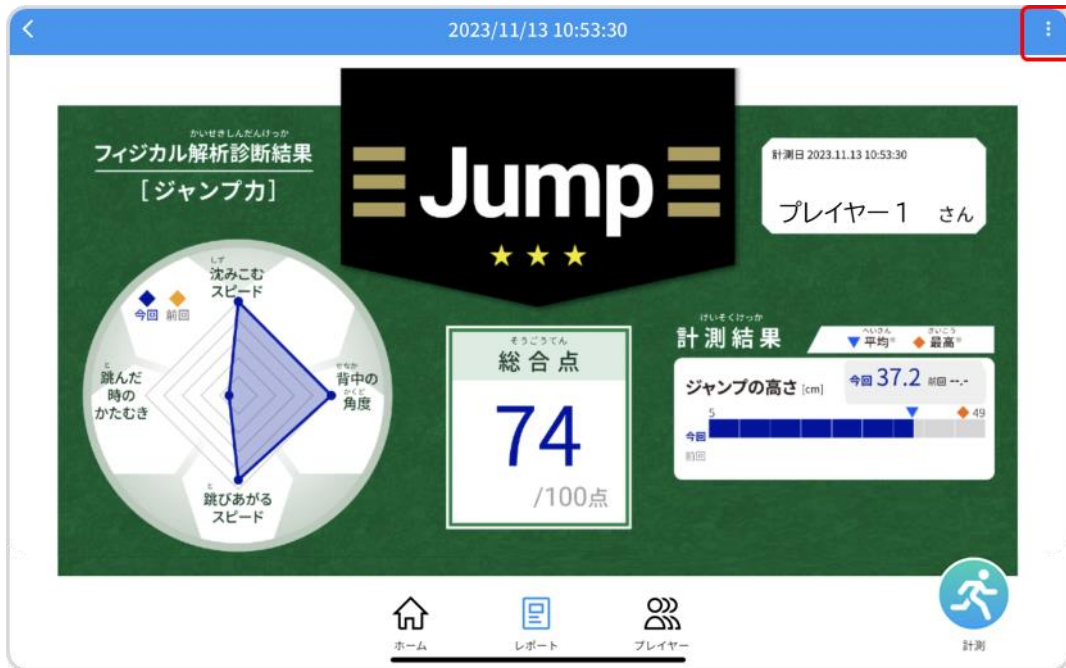 2023/11/13 10:53:30
かいせきしんだんけっか
フィジカル解析診断結果
[ジャンプ力]
Jump
★ ★ ★
計測日 2023.11.13 10:53:30
プレイヤー1 さん
しず
沈みこむ
スピード
今回 前回
せなか
背中の
かくど
角度
と
跳んだ
時の
かたむき
と
跳びあがる
スピード
そうごうてん
総合点
74
/100点
けいそくけっか
計測結果
へいきん
平均※
さいこう
最高※
ジャンプの高さ [cm]
今回 37.2 前回 --.-
5 49
今回
前回
ホーム
レポート
プレイヤー
計測